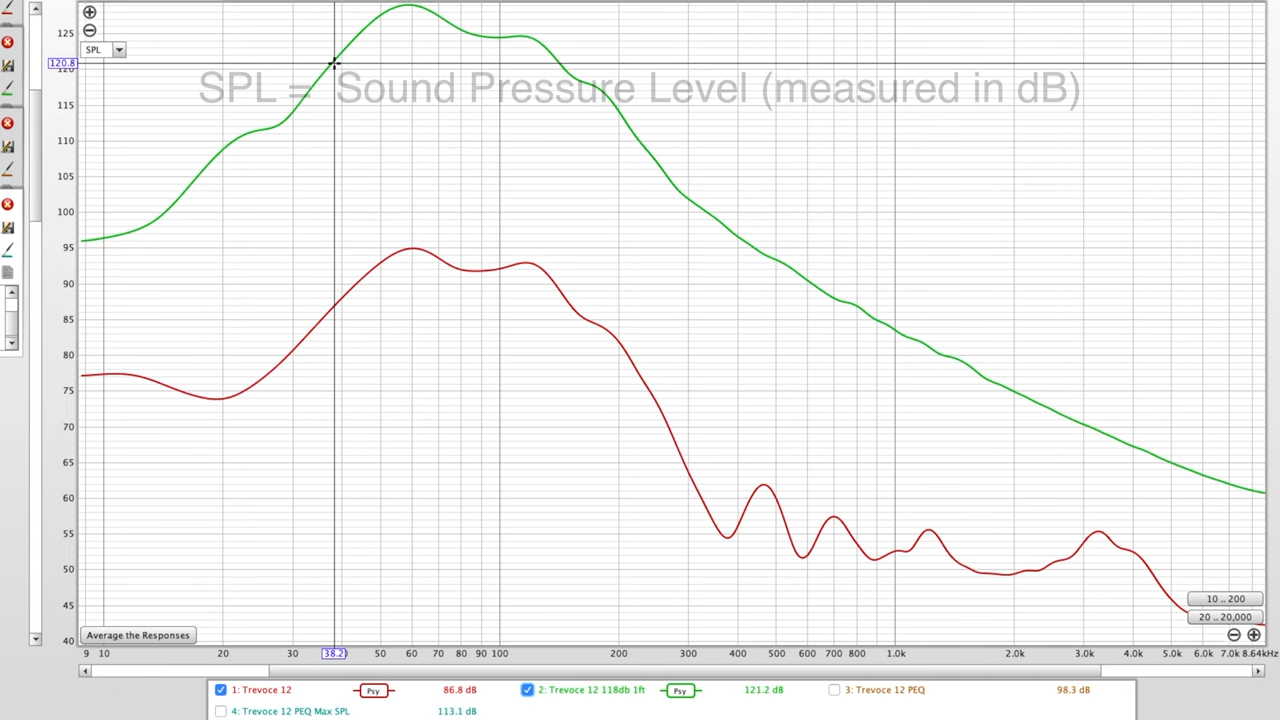 125
SPL
120.8
120
SPL = Sound Pressure Level (measured in dB)
115
110
105
100
95
90
85
80
75
70
65
60
55
50
45
40
10 .. 200
20 .. 20,000
Average the Responses
9 10 20 30 38.2 50 60 70 80 90 100 200 300 400 500 600 700 800 1.0k 2.0k 3.0k 4.0k 5.0k 6.0k 7.0k 8.64kHz
1: Trevoce 12 Psy 86.8 dB 2: Trevoce 12 118db 1ft Psy 121.2 dB 3: Trevoce 12 PEQ 98.3 dB
4: Trevoce 12 PEQ Max SPL 113.1 dB